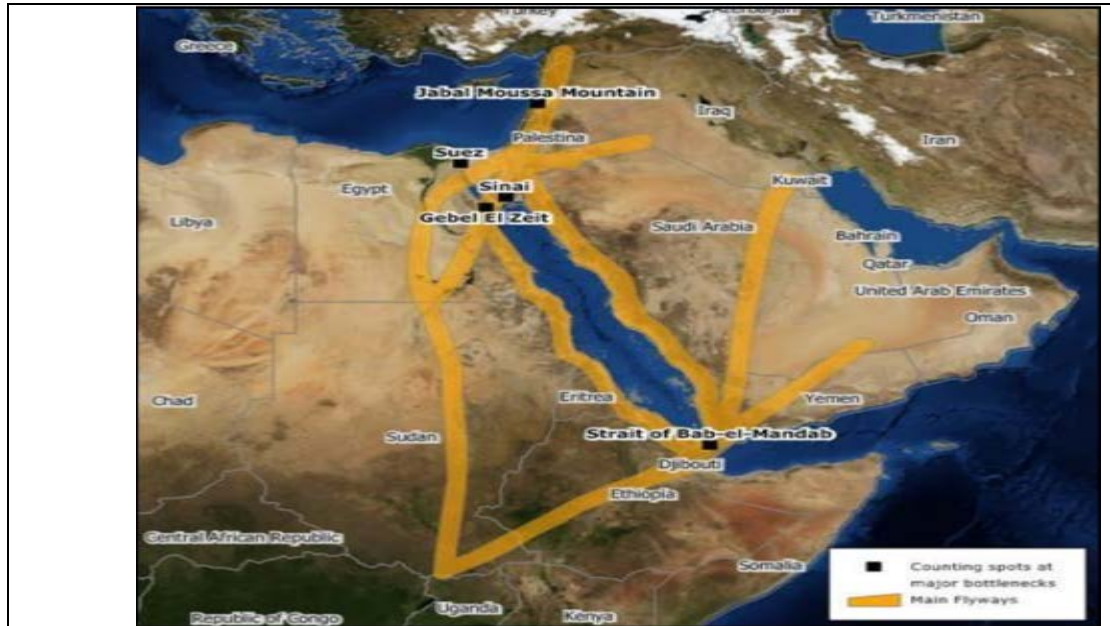 Turkey
Azerbaijan
Turkmenistan
Greece
Jabal Moussa Mountain
Iraq
Iran
Palestina
Suez
Sinai
Egypt
Kuwait
Gebel El Zeit
Libya
Saudi Arabia
Bahrain
Qatar
United Arab Emirates
Oman
Eritrea
Yemen
Chad
Sudan
Strait of Bab-el-Mandab
Djibouti
Ethiopia
Central African Republic
Somalia
Uganda
Kenya
Republic of Congo
Counting spots at
major bottlenecks
Main Flyways